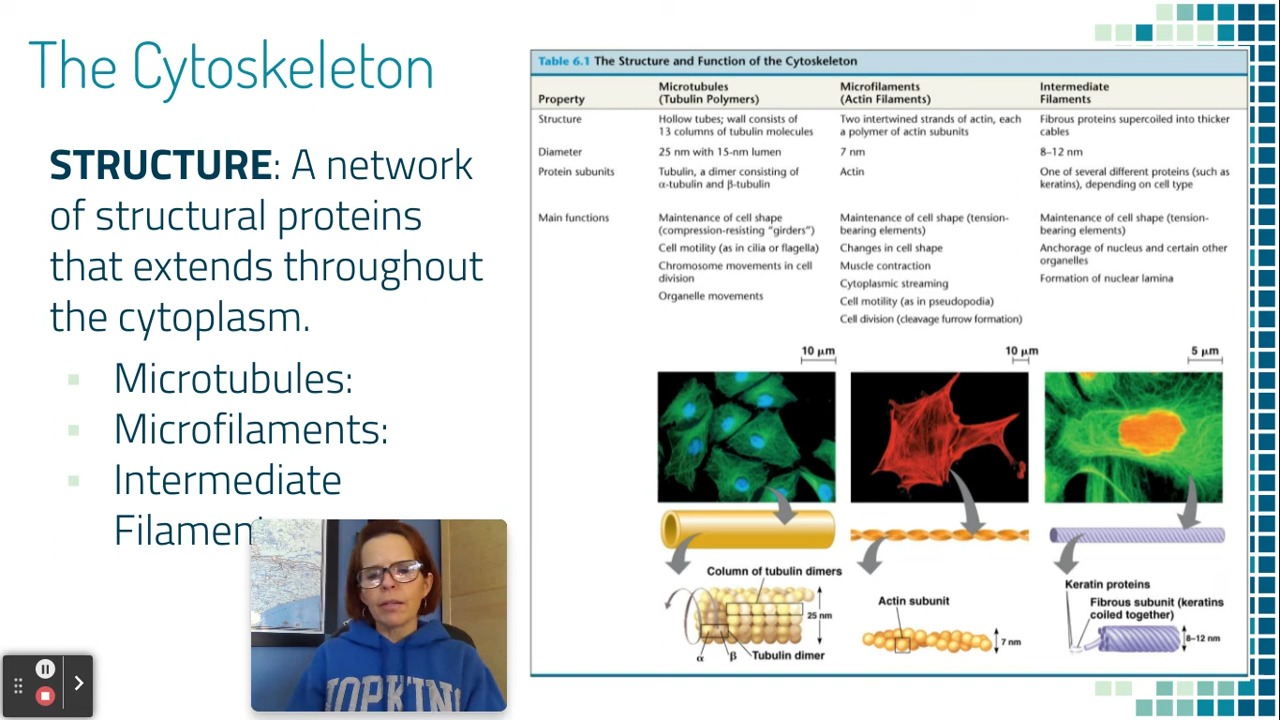 The Cytoskeleton
STRUCTURE: A network
of structural proteins
that extends throughout
the cytoplasm.
Microtubules:
Microfilaments:
Intermediate
Table 6.1 The Structure and Function of the Cytoskeleton
Property
Microtubules
(Tubulin Polymers)
Microfilaments
(Actin Filaments)
Intermediate
Filaments
Structure
Hollow tubes; wall consists of
13 columns of tubulin molecules
Two intertwined strands of actin, each
a polymer of actin subunits
Fibrous proteins supercoiled into thicker
cables
Diameter
25 nm with 15-nm lumen
7 nm
8–12 nm
Protein subunits
Tubulin, a dimer consisting of
α-tubulin and β-tubulin
Actin
One of several different proteins (such as
keratins), depending on cell type
Main functions
Maintenance of cell shape
(compression-resisting "girders")
Cell motility (as in cilia or flagella)
Chromosome movements in cell
division
Organelle movements
Maintenance of cell shape (tension-
bearing elements)
Changes in cell shape
Muscle contraction
Cytoplasmic streaming
Cell motility (as in pseudopodia)
Cell division (cleavage furrow formation)
Maintenance of cell shape (tension-
bearing elements)
Anchorage of nucleus and certain other
organelles
Formation of nuclear lamina
10 μm
10 μm
5 μm
Column of tubulin dimers
25 nm
α
β
Tubulin dimer
Actin subunit
7 nm
Keratin proteins
Fibrous subunit (keratins
coiled together)
8–12 nm